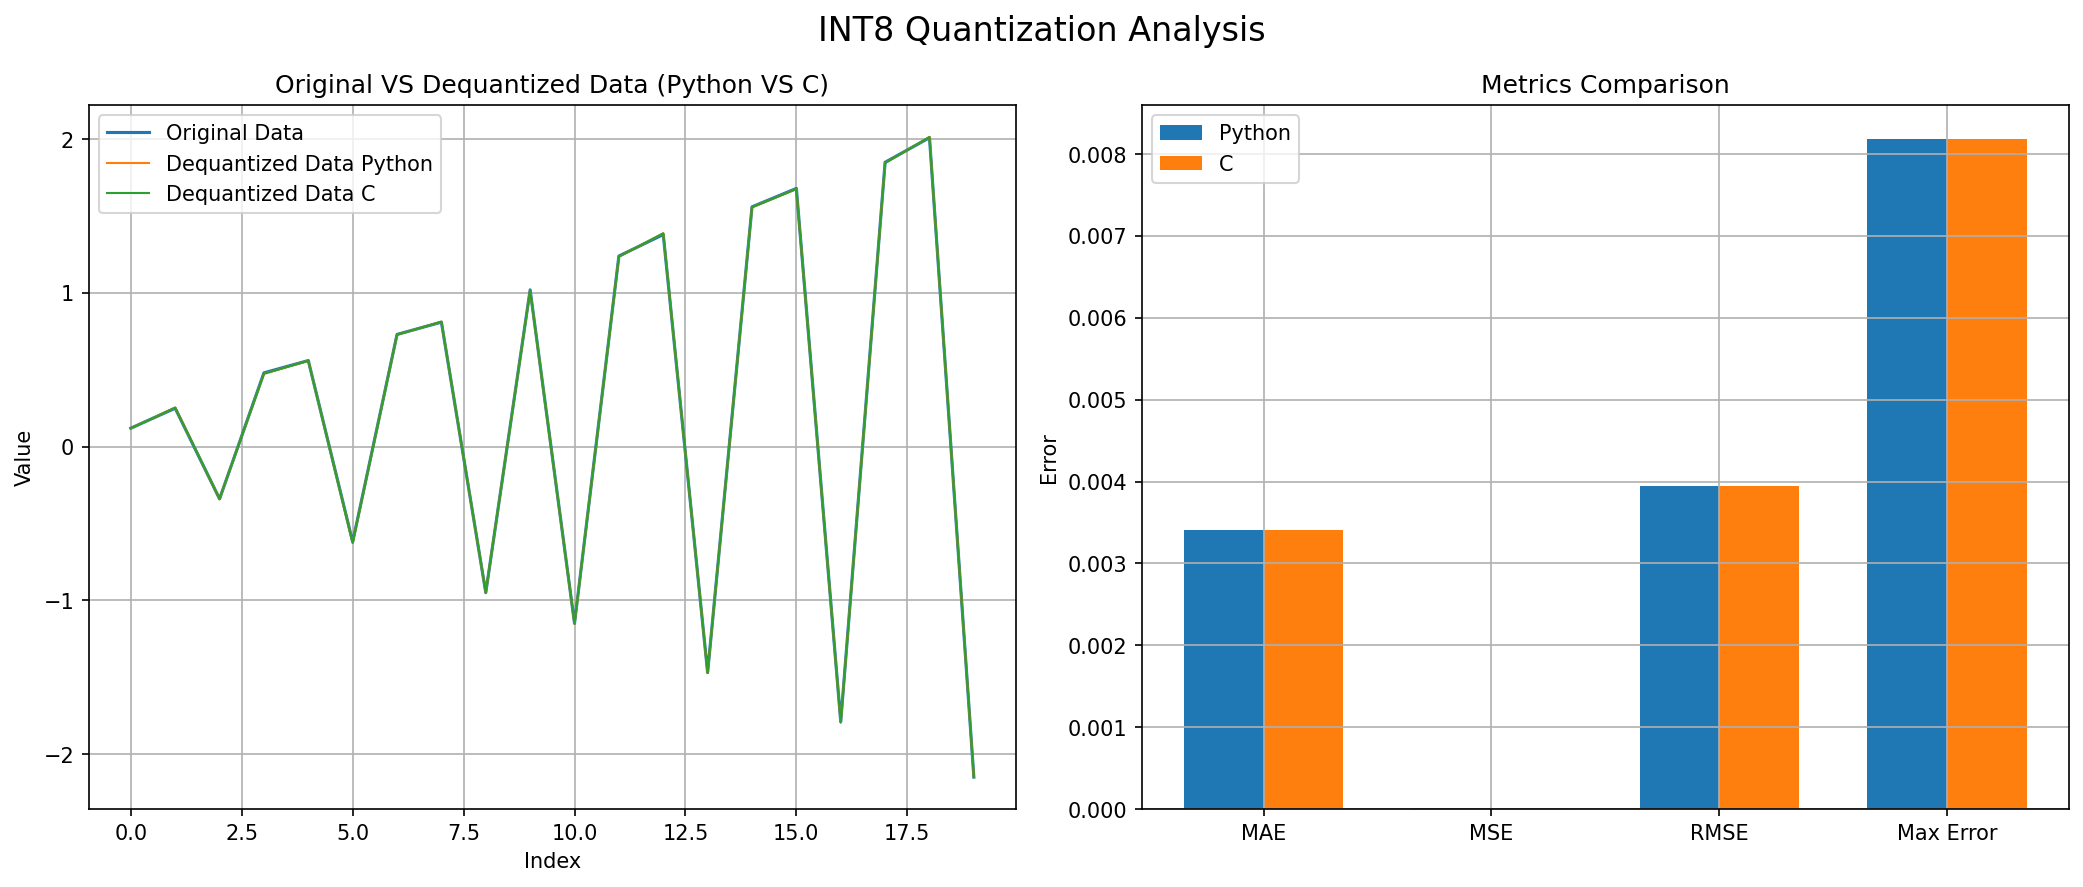 INT8 Quantization Analysis
Original VS Dequantized Data (Python VS C)
Original Data
Dequantized Data Python
Dequantized Data C
2
1
0
−1
−2
Value
0.0 2.5 5.0 7.5 10.0 12.5 15.0 17.5
Index
Metrics Comparison
Python
C
0.008
0.007
0.006
0.005
0.004
0.003
0.002
0.001
0.000
Error
MAE MSE RMSE Max Error